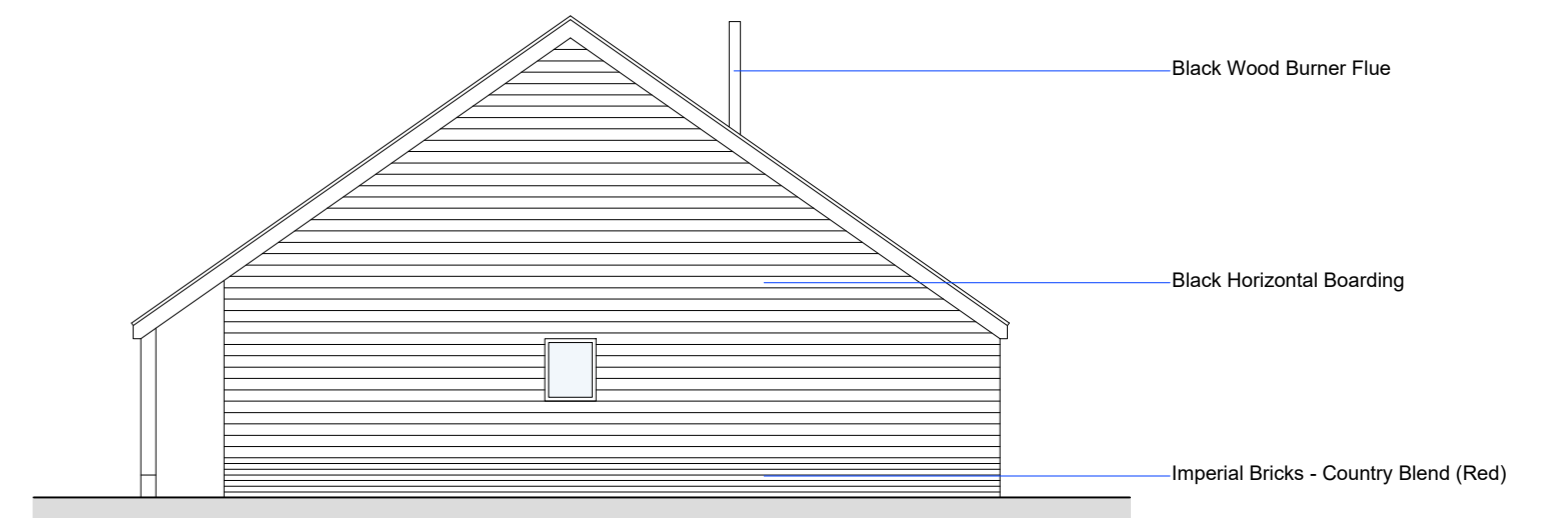 Black Wood Burner Flue
Black Horizontal Boarding
Imperial Bricks - Country Blend (Red)